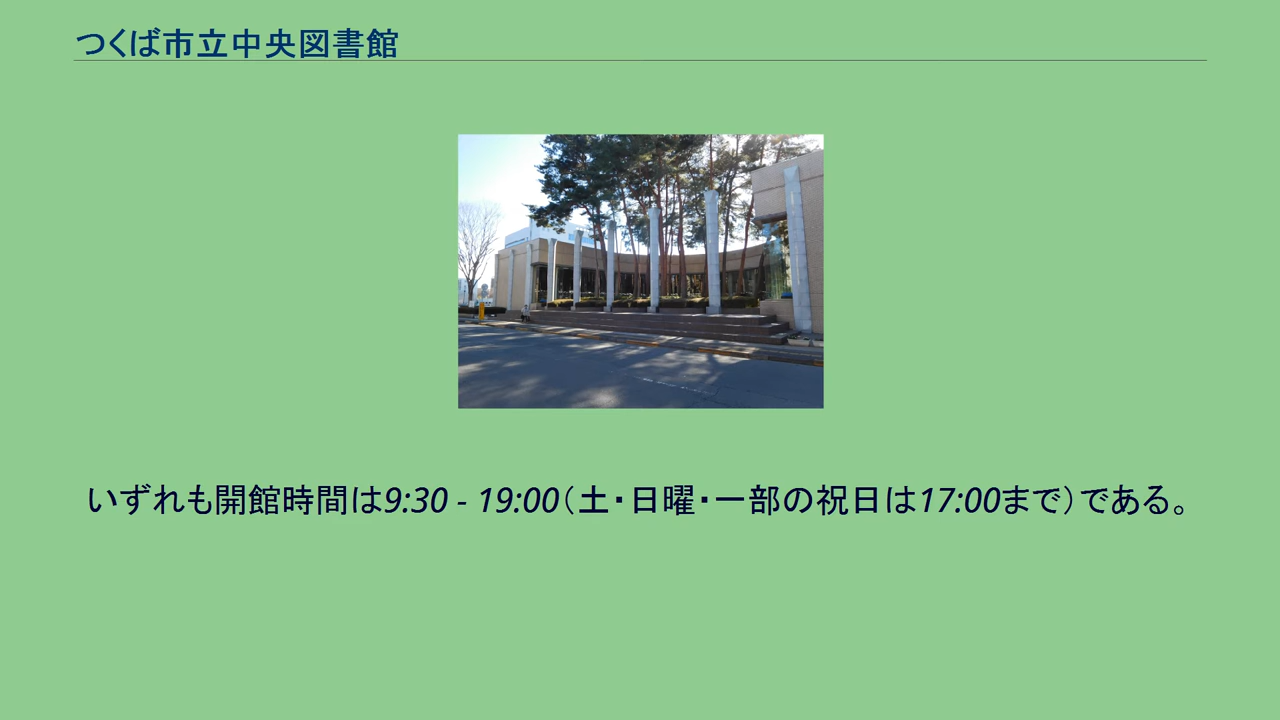 つくば市立中央図書館
いずれも開館時間は9:30 - 19:00（土・日曜・一部の祝日は17:00まで）である。